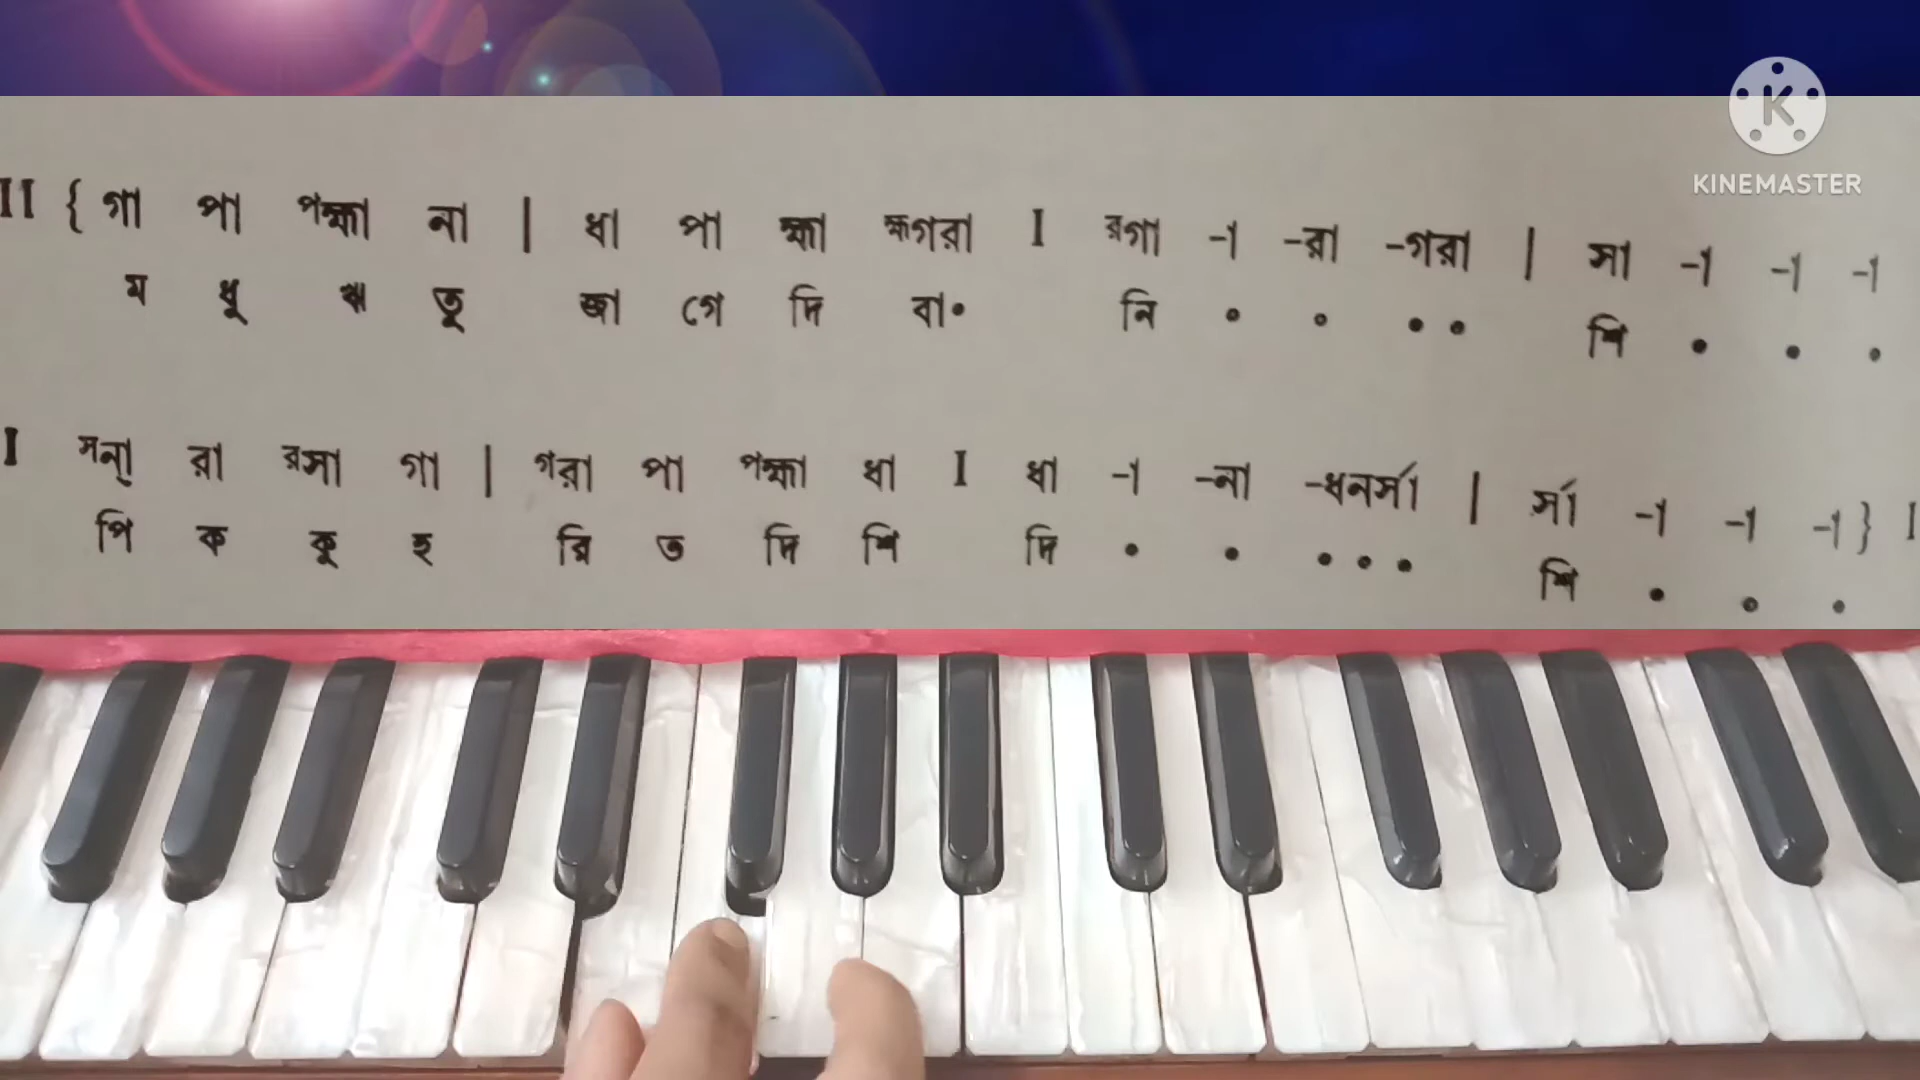 II { গা পা পহ্মা না | ধা পা হ্মা হ্মগরা I রগা -া -রা -গরা | সা -া -া -া
ম ধু ঋ তু জা গে দি বা• নি • • • • শি • • •
I সন্‌া রা রসা গা | গরা পা পহ্মা ধা I ধা -া -না -ধনর্সা | র্সা -া -া -া } I
পি ক কু হু রি ত দি শি দি • • • • • শি • • •
KINEMASTER